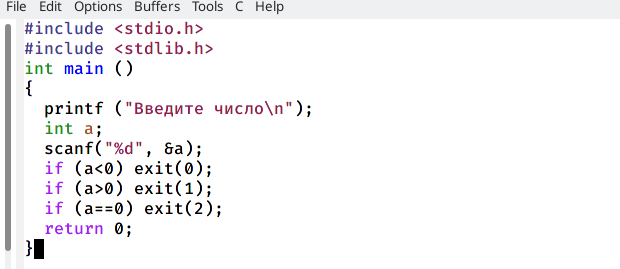 File Edit Options Buffers Tools C Help
#include <stdio.h>
#include <stdlib.h>
int main ()
{
  printf ("Введите число\n");
  int a;
  scanf("%d", &a);
  if (a<0) exit(0);
  if (a>0) exit(1);
  if (a==0) exit(2);
  return 0;
}